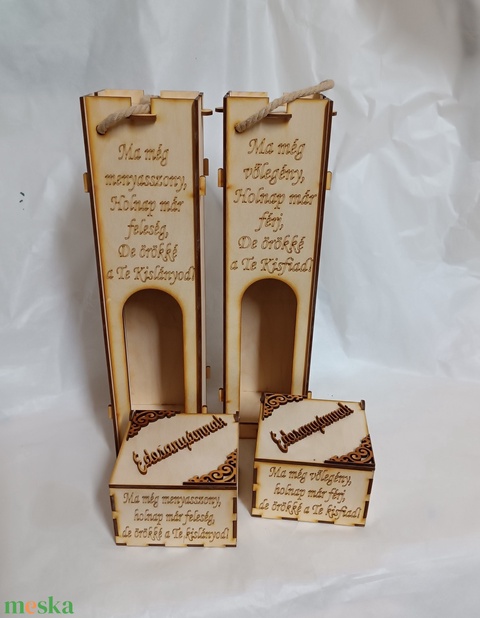 Ma még
menyasszony,
Holnap már
feleség,
De örökké
a Te Kislányod!
Ma még
vőlegény,
Holnap már
férj,
De örökké
a Te Kisfiad!
Édesanyámnak
Ma még menyasszony,
holnap már feleség,
de örökké a Te kislányod!
Édesanyámnak
Ma még vőlegény,
holnap már férj,
de örökké a Te kisfiad!
meska